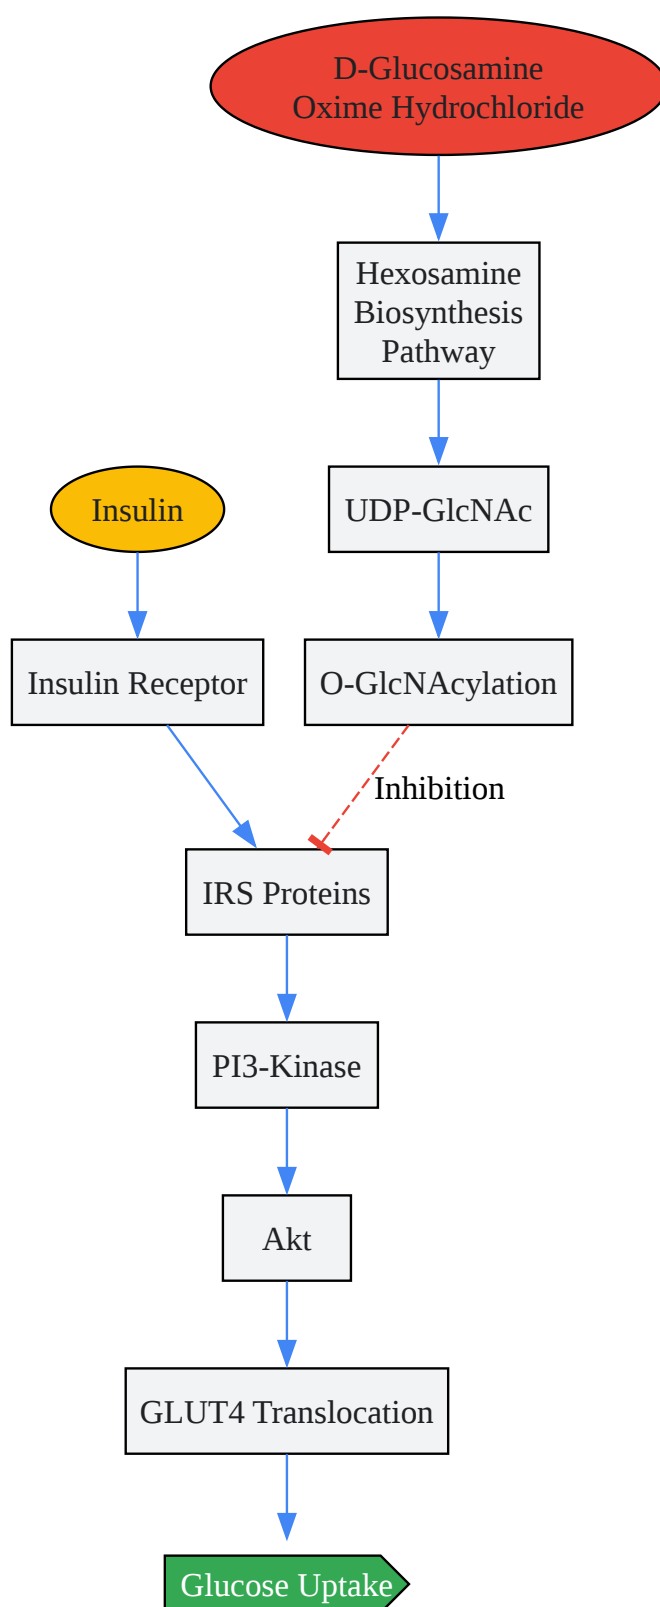 D-Glucosamine
Oxime Hydrochloride
Hexosamine
Biosynthesis
Pathway
Insulin
UDP-GlcNAc
Insulin Receptor
O-GlcNAcylation
Inhibition
IRS Proteins
PI3-Kinase
Akt
GLUT4 Translocation
Glucose Uptake